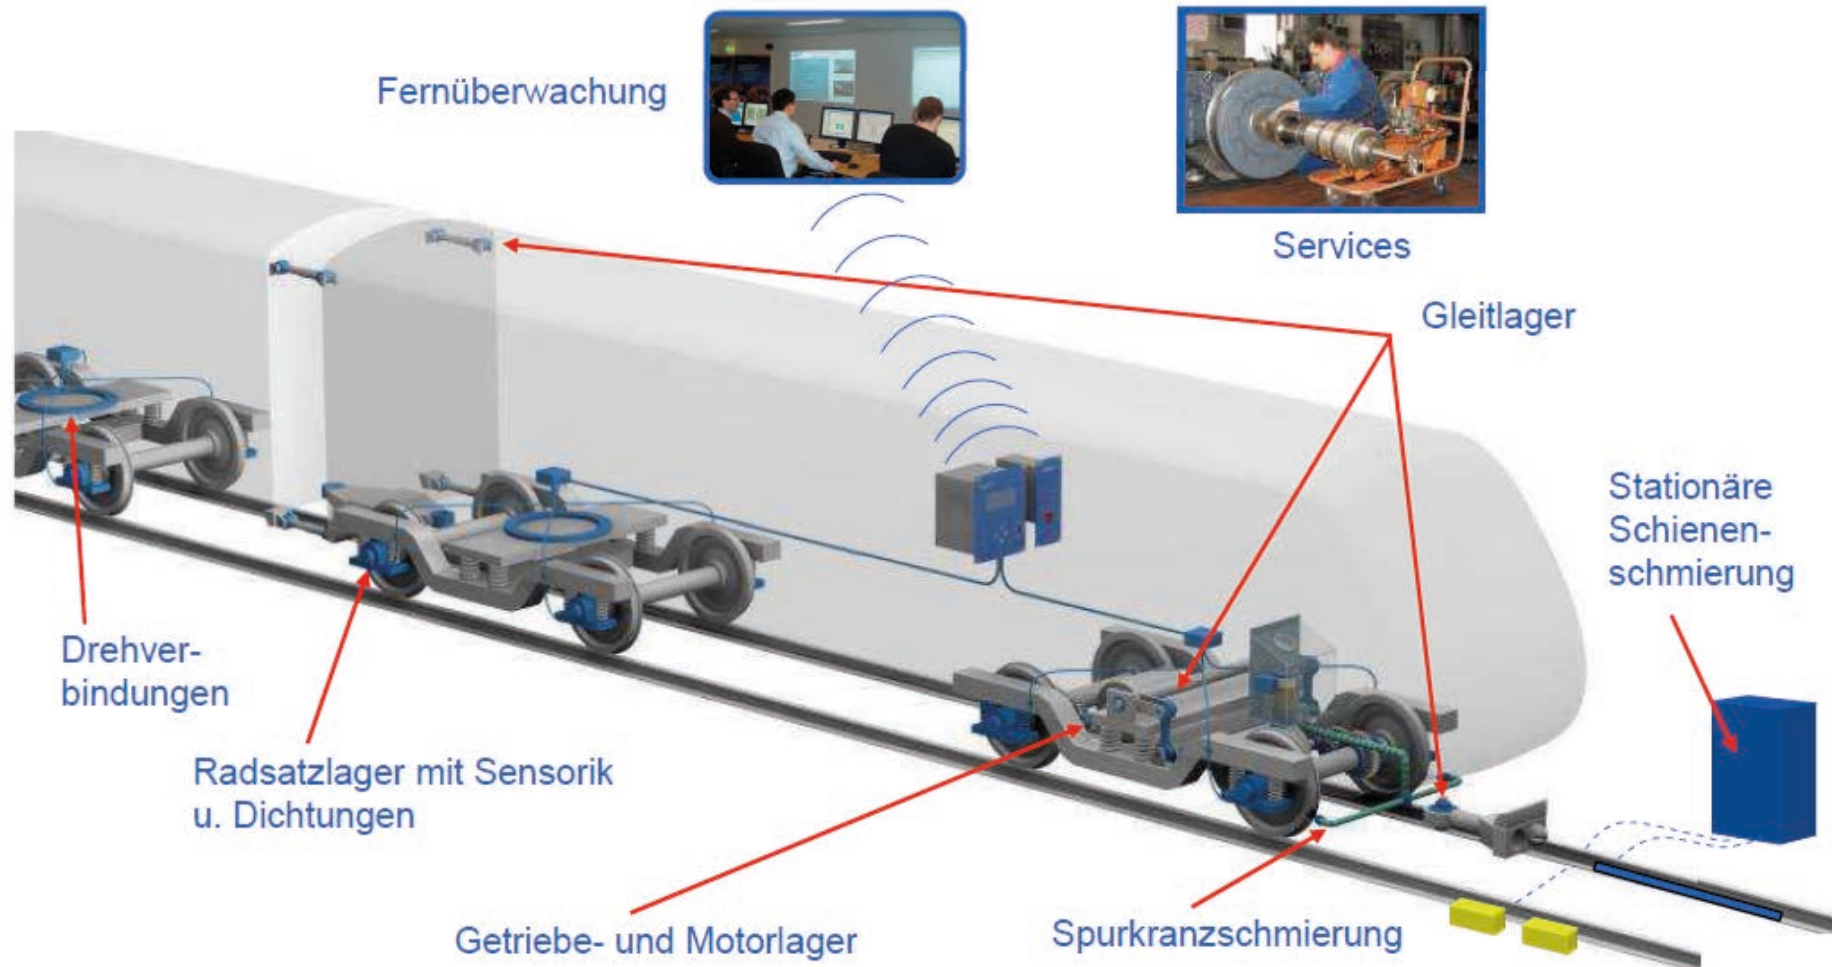 Fernüberwachung
Services
Gleitlager
Stationäre
Schienen-
schmierung
Drehver-
bindungen
Radsatzlager mit Sensorik
u. Dichtungen
Getriebe- und Motorlager
Spurkranzschmierung